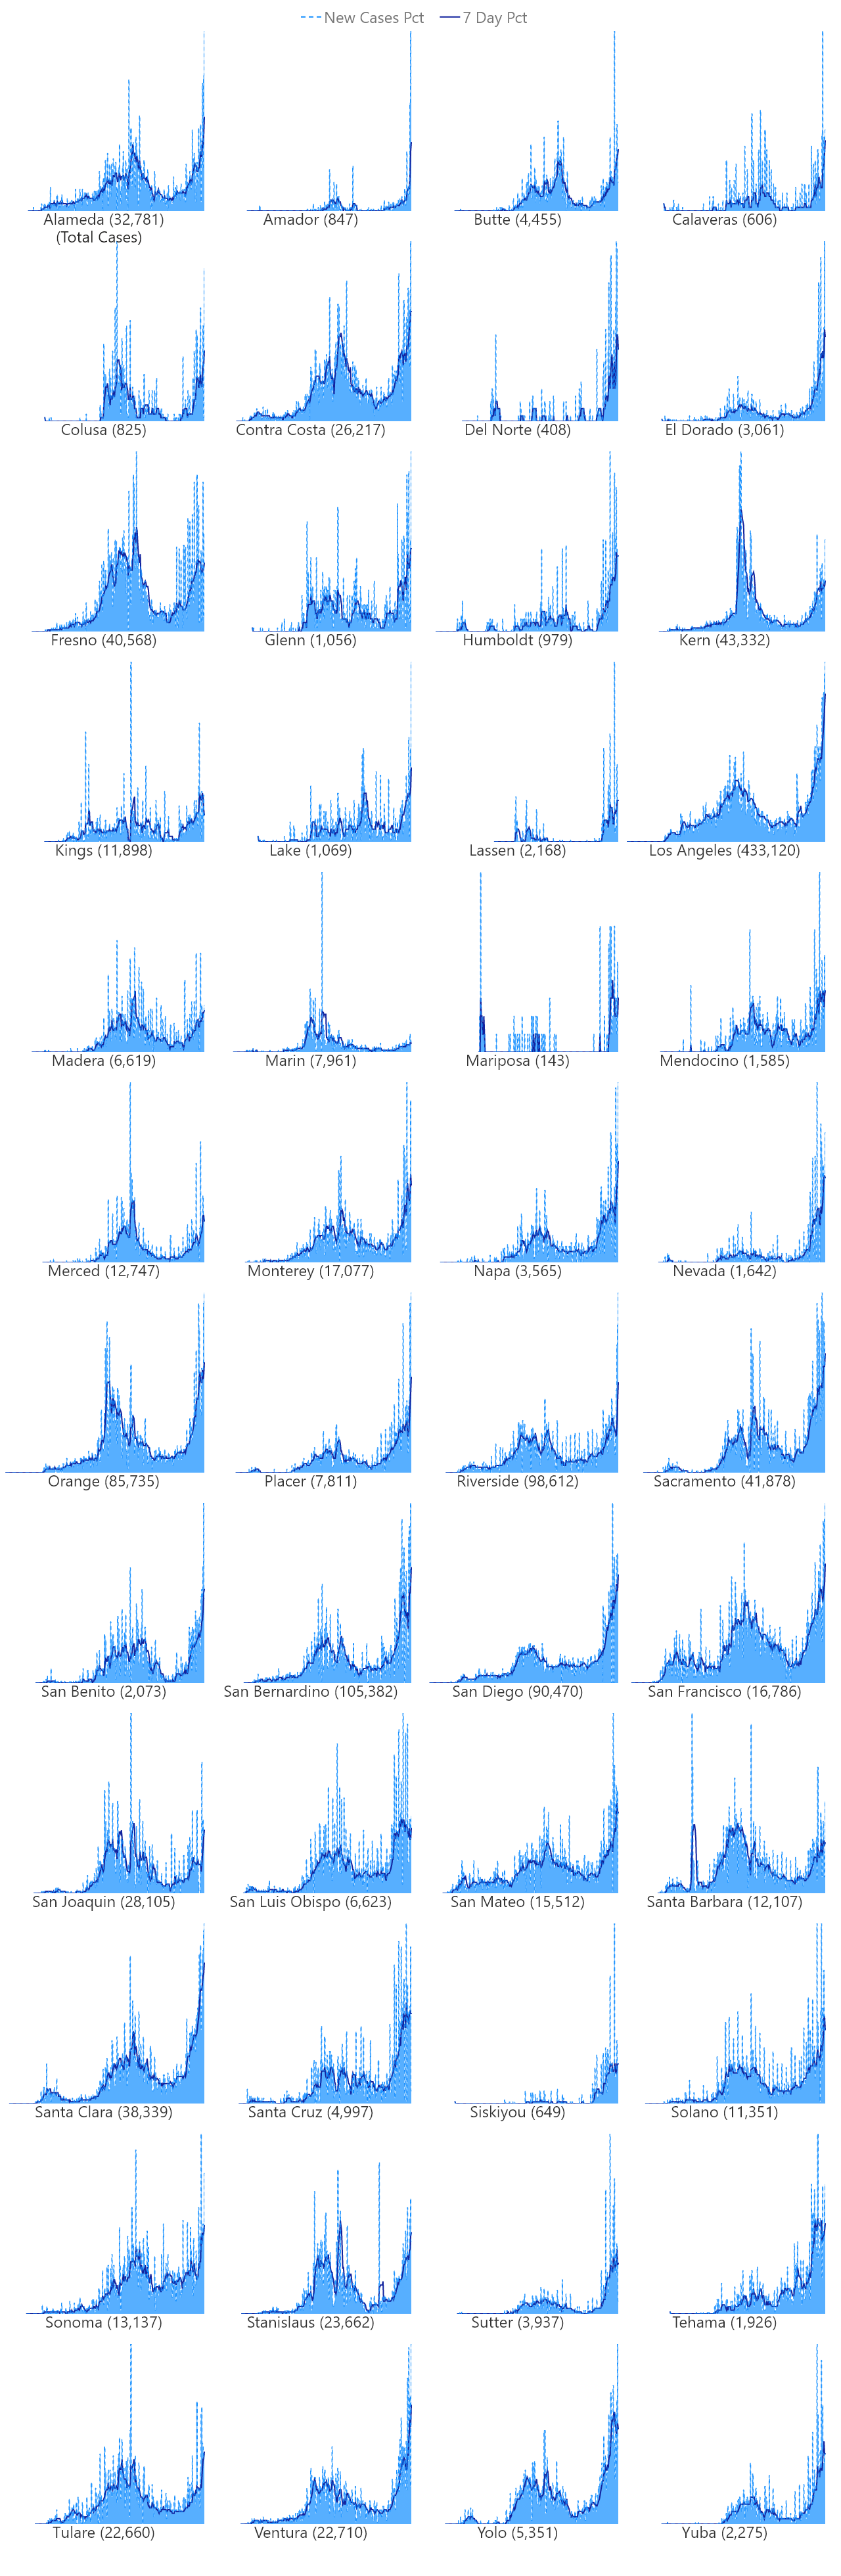 New Cases Pct 7 Day Pct
Alameda (32,781) Amador (847) Butte (4,455) Calaveras (606)
(Total Cases)
Colusa (825) Contra Costa (26,217) Del Norte (408) El Dorado (3,061)
Fresno (40,568) Glenn (1,056) Humboldt (979) Kern (43,332)
Kings (11,898) Lake (1,069) Lassen (2,168) Los Angeles (433,120)
Madera (6,619) Marin (7,961) Mariposa (143) Mendocino (1,585)
Merced (12,747) Monterey (17,077) Napa (3,565) Nevada (1,642)
Orange (85,735) Placer (7,811) Riverside (98,612) Sacramento (41,878)
San Benito (2,073) San Bernardino (105,382) San Diego (90,470) San Francisco (16,786)
San Joaquin (28,105) San Luis Obispo (6,623) San Mateo (15,512) Santa Barbara (12,107)
Santa Clara (38,339) Santa Cruz (4,997) Siskiyou (649) Solano (11,351)
Sonoma (13,137) Stanislaus (23,662) Sutter (3,937) Tehama (1,926)
Tulare (22,660) Ventura (22,710) Yolo (5,351) Yuba (2,275)